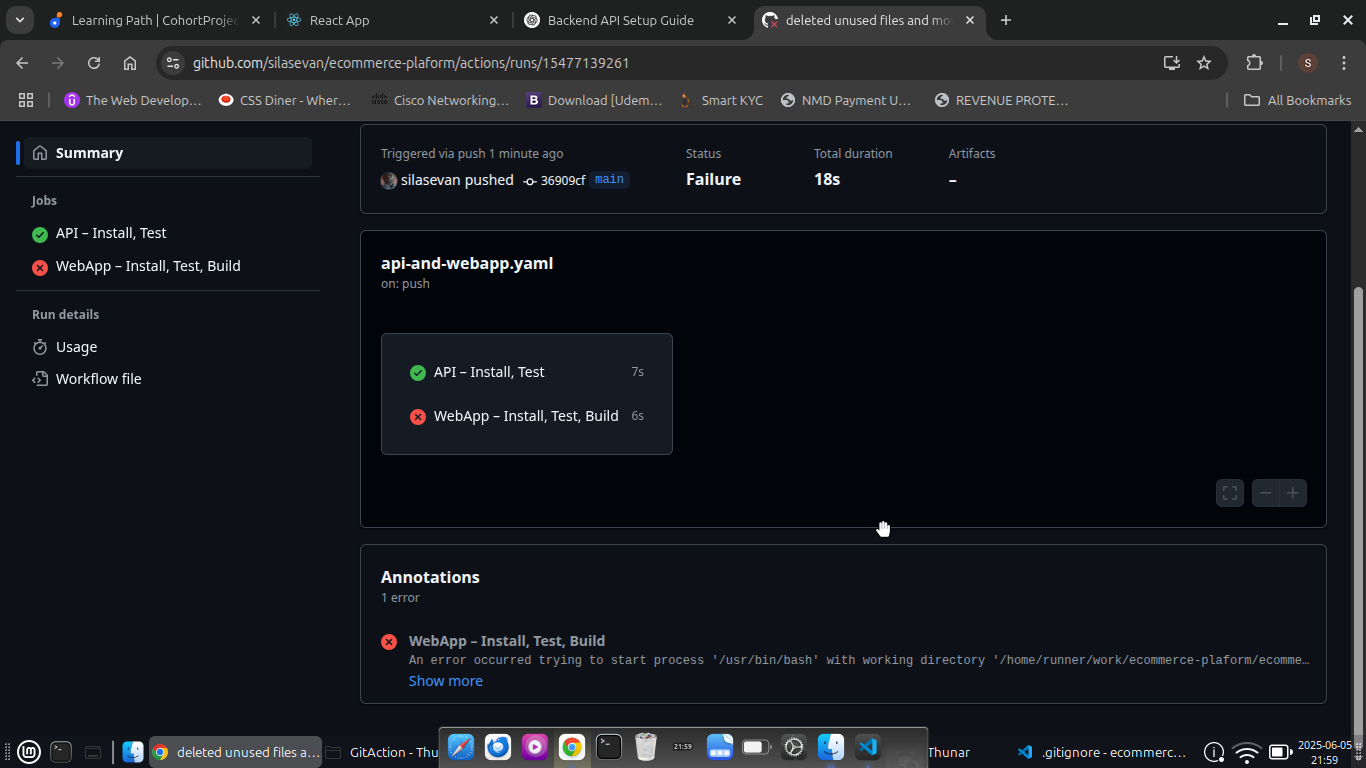 Learning Path | CohortProjec
React App
Backend API Setup Guide
deleted unused files and mo
github.com/silasevan/ecommerce-plaform/actions/runs/15477139261
S
The Web Develop…
CSS Diner - Wher…
Cisco Networking…
Download [Udem…
Smart KYC
NMD Payment U…
REVENUE PROTE…
All Bookmarks
Summary
Jobs
API – Install, Test
WebApp – Install, Test, Build
Run details
Usage
Workflow file
Triggered via push 1 minute ago
silasevan pushed 36909cf main
Status
Failure
Total duration
18s
Artifacts
–
api-and-webapp.yaml
on: push
API – Install, Test 7s
WebApp – Install, Test, Build 6s
Annotations
1 error
WebApp – Install, Test, Build
An error occurred trying to start process '/usr/bin/bash' with working directory '/home/runner/work/ecommerce-plaform/ecomme…
Show more
deleted unused files a...
GitAction - Thu
21:59
Thunar
.gitignore - ecommerc...
2025-06-05
21:59